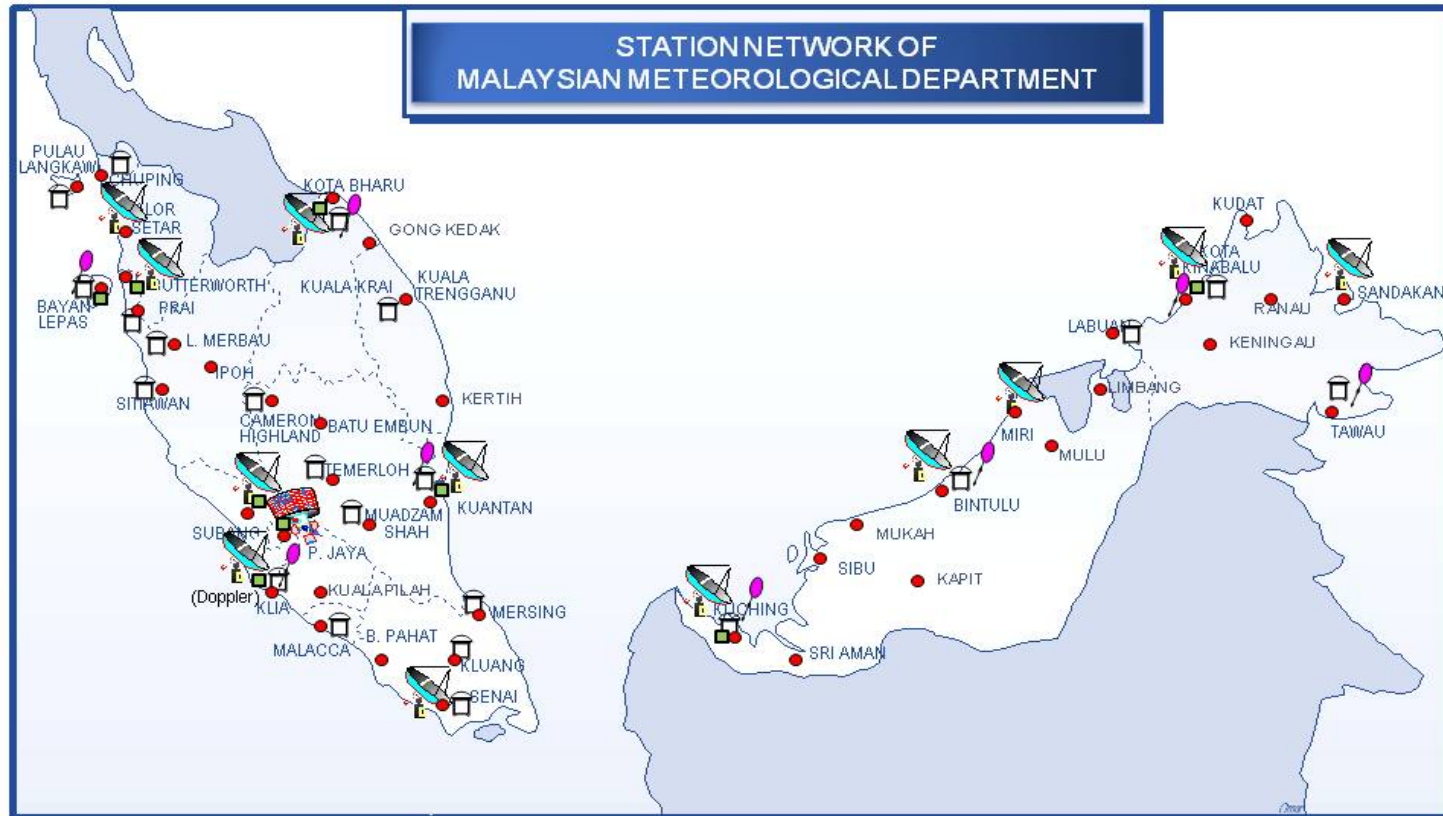 STATION NETWORK OF
MALAYSIAN METEOROLOGICAL DEPARTMENT
PULAU
LANGKAWI
CHUPING
KOTA BHARU
SETAR
GONG KEDAK
BUTTERWORTH
KUALA KRAI
KUALA
TRENGGANU
BAYAN
LEPAS
PRAI
L. MERBAU
IPOH
SITIAWAN
CAMERON
HIGHLAND
BATU EMBUN
KERTIH
TEMERLOH
MUADZAM
SHAH
KUANTAN
SUBANG
P. JAYA
(Doppler)
KLIA
KUALA PILAH
MERSING
MALACCA
B. PAHAT
KLUANG
SENAI
KUDAT
KOTA
KINABALU
RANAU
SANDAKAN
LABUAN
KENINGAU
LIMBANG
TAWAU
MIRI
MULU
BINTULU
MUKAH
SIBU
KAPIT
KUCHING
SRI AMAN